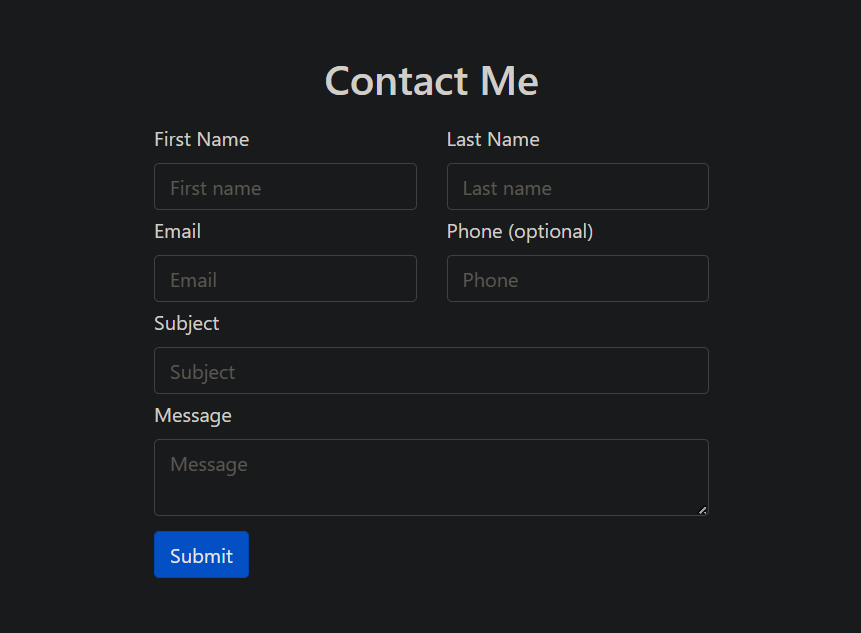 Contact Me
First Name
Last Name
First name
Last name
Email
Phone (optional)
Email
Phone
Subject
Subject
Message
Message
Submit